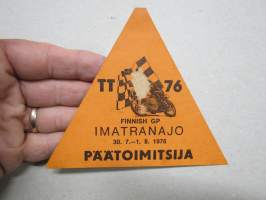 TT 76
FINNISH GP
IMATRANAJO
30. 7.–1. 8. 1976
PÄÄTOIMITSIJA